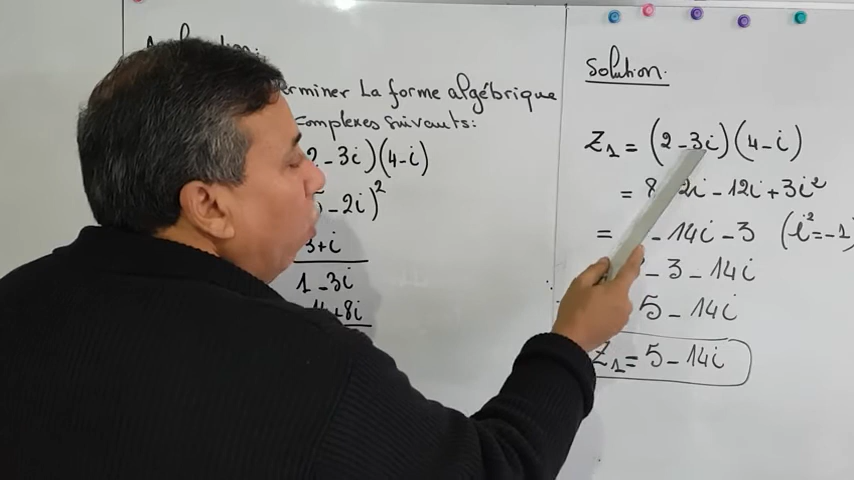 erminer La forme algébrique
complexes suivants:
2-3i)(4-i)
-2i)²
3+i
1-3i
+8i
Solution:
Z₁ = (2-3i)(4-i)
= 8 2i-12i+3i²
= -14i-3 (i²=-1)
-3-14i
5-14i
Z₁=5-14i